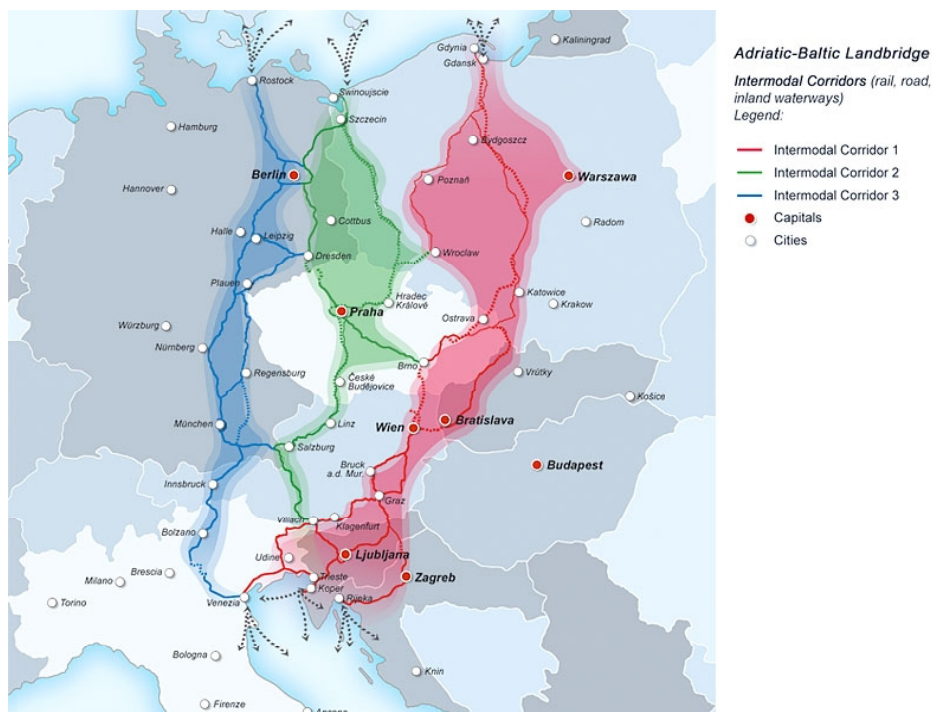 Gdynia
Gdansk
Kaliningrad
Rostock
Swinoujscie
Szczecin
Hamburg
Bydgoszcz
Berlin
Poznań
Warszawa
Hannover
Cottbus
Radom
Halle
Leipzig
Dresden
Wroclaw
Plauen
Hradec
Králové
Katowice
Krakow
Praha
Ostrava
Würzburg
Nürnberg
Brno
Regensburg
České
Budějovice
Vrútky
Košice
München
Linz
Wien
Bratislava
Salzburg
Budapest
Bruck
a.d. Mur.
Innsbruck
Graz
Villach
Klagenfurt
Bolzano
Udine
Ljubljana
Brescia
Milano
Trieste
Koper
Zagreb
Torino
Venezia
Rijeka
Bologna
Knin
Firenze
Adriatic-Baltic Landbridge
Intermodal Corridors (rail, road,
inland waterways)
Legend:
Intermodal Corridor 1
Intermodal Corridor 2
Intermodal Corridor 3
Capitals
Cities